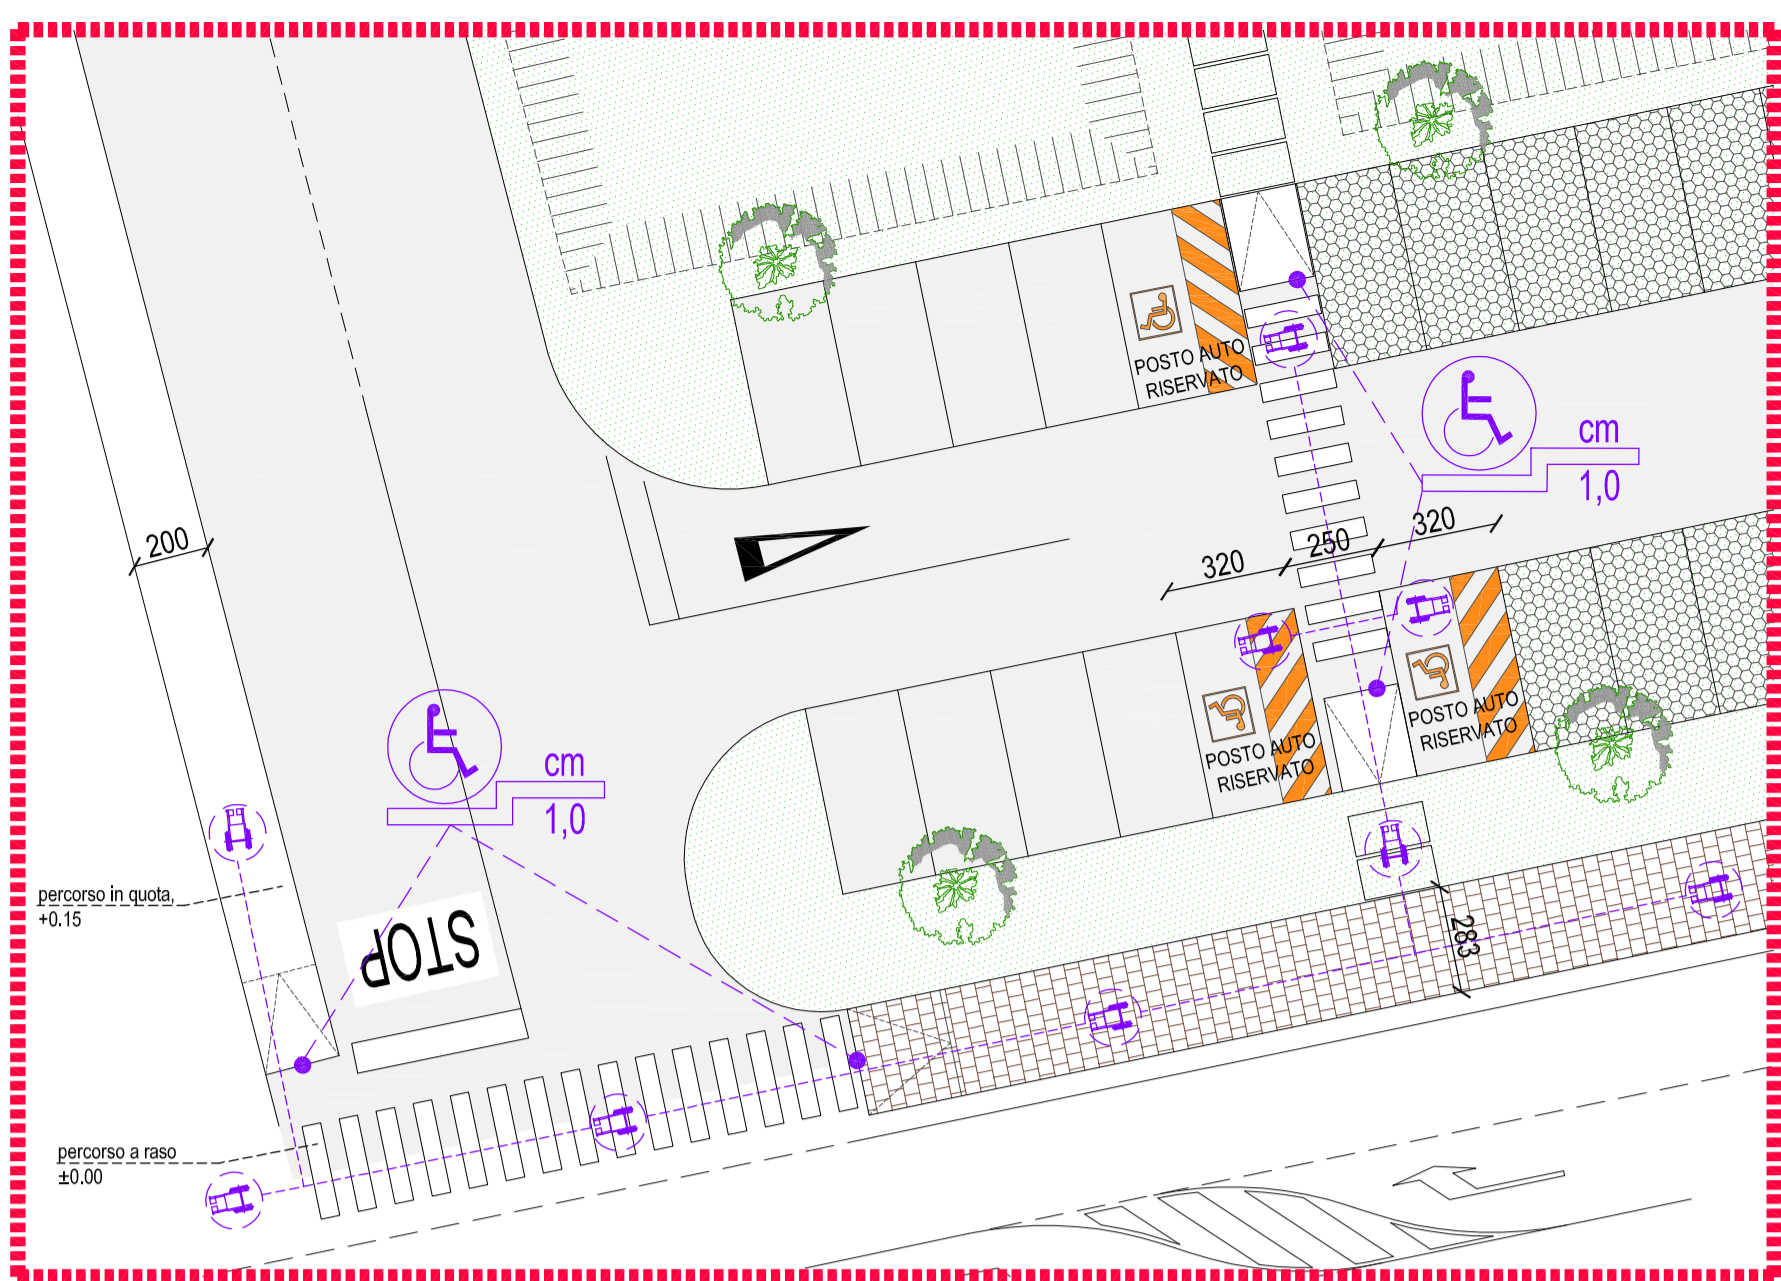 POSTO AUTO
RISERVATO
cm
1,0
200
320
250
320
POSTO AUTO
RISERVATO
POSTO AUTO
RISERVATO
cm
1,0
percorso in quota,
+0.15
STOP
283
percorso a raso
±0.00